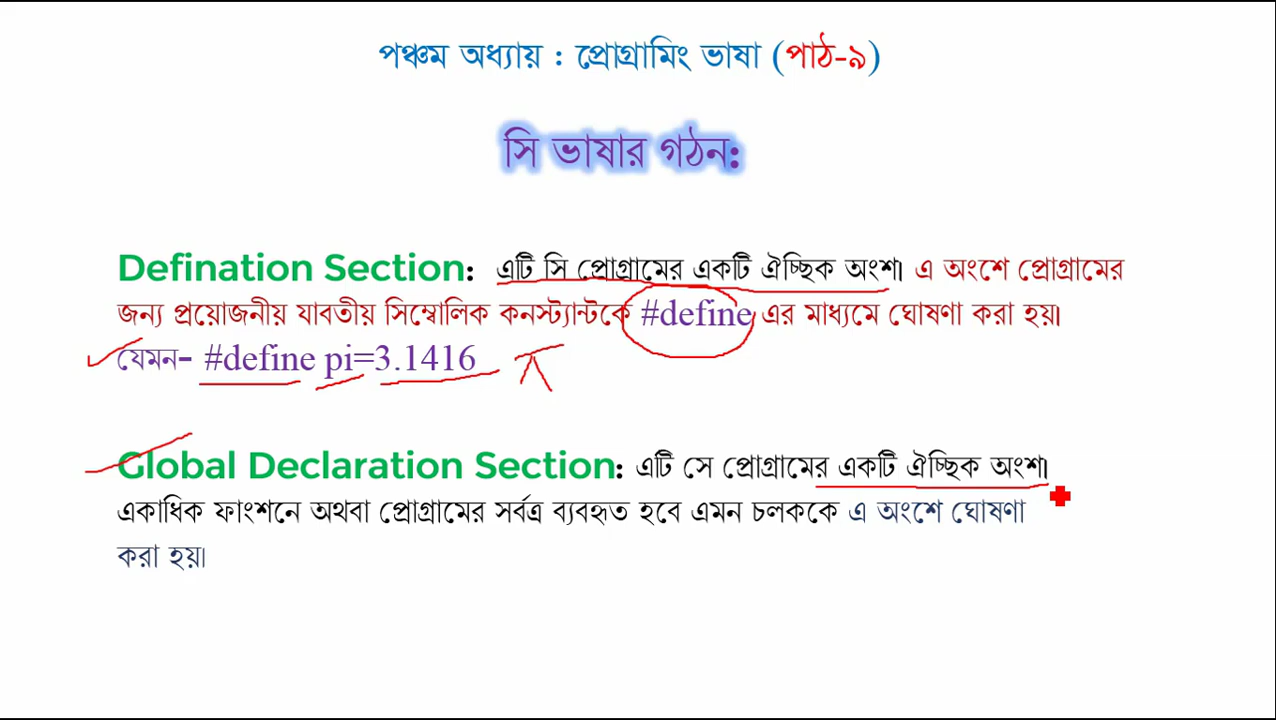 পঞ্চম অধ্যায় : প্রোগ্রামিং ভাষা (পাঠ-৯)
সি ভাষার গঠন:
Defination Section: এটি সি প্রোগ্রামের একটি ঐচ্ছিক অংশ। এ অংশে প্রোগ্রামের
জন্য প্রয়োজনীয় যাবতীয় সিম্বোলিক কনস্ট্যান্টকে #define এর মাধ্যমে ঘোষণা করা হয়।
যেমন- #define pi=3.1416
Global Declaration Section: এটি সে প্রোগ্রামের একটি ঐচ্ছিক অংশ।
একাধিক ফাংশনে অথবা প্রোগ্রামের সর্বত্র ব্যবহৃত হবে এমন চলককে এ অংশে ঘোষণা
করা হয়।